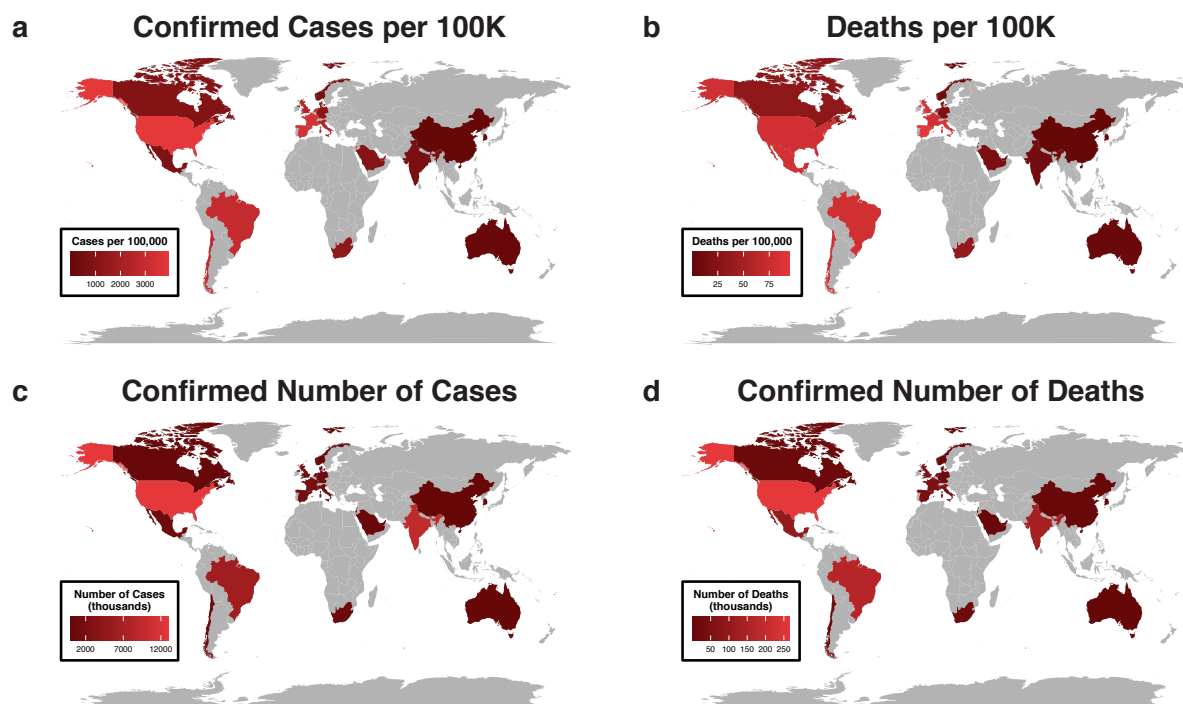 a Confirmed Cases per 100K
b Deaths per 100K
Cases per 100,000
1000 2000 3000
Deaths per 100,000
25 50 75
c Confirmed Number of Cases
d Confirmed Number of Deaths
Number of Cases
(thousands)
2000 7000 12000
Number of Deaths
(thousands)
50 100 150 200 250